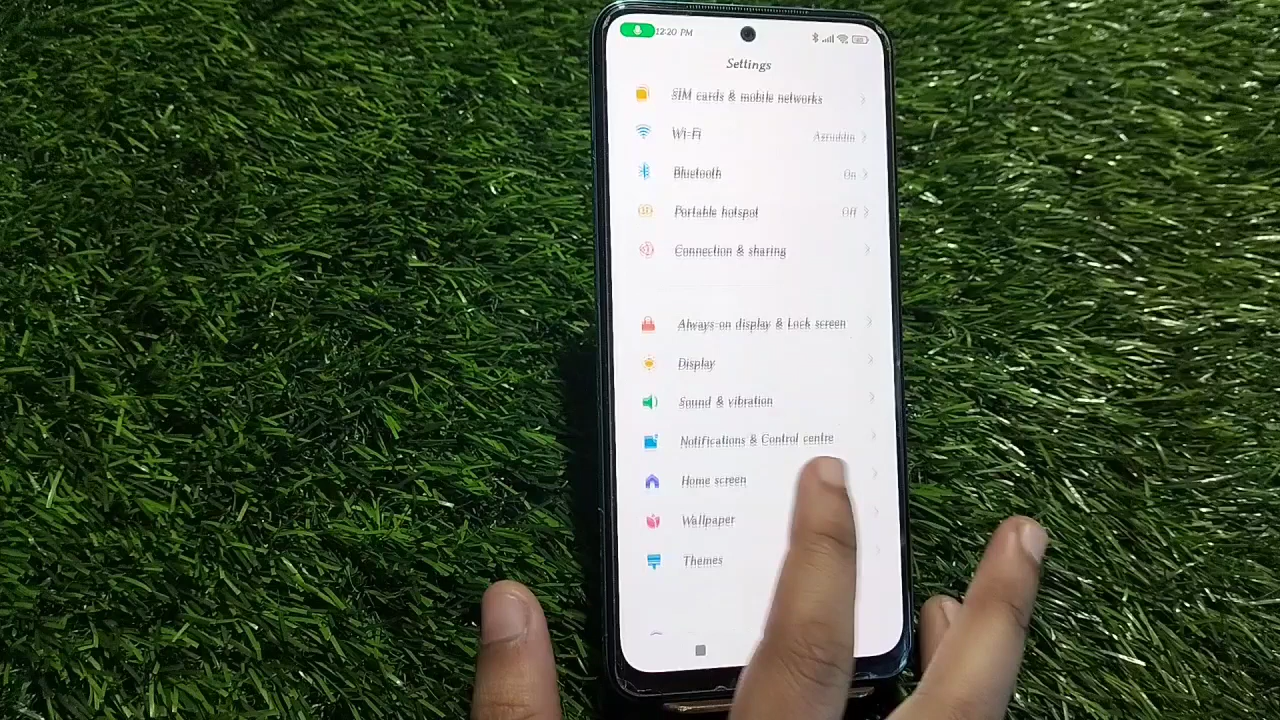 12:20 PM
Settings
SIM cards & mobile networks
Wi-Fi Azruddin
Bluetooth On
Portable hotspot Off
Connection & sharing
Always-on display & Lock screen
Display
Sound & vibration
Notifications & Control centre
Home screen
Wallpaper
Themes